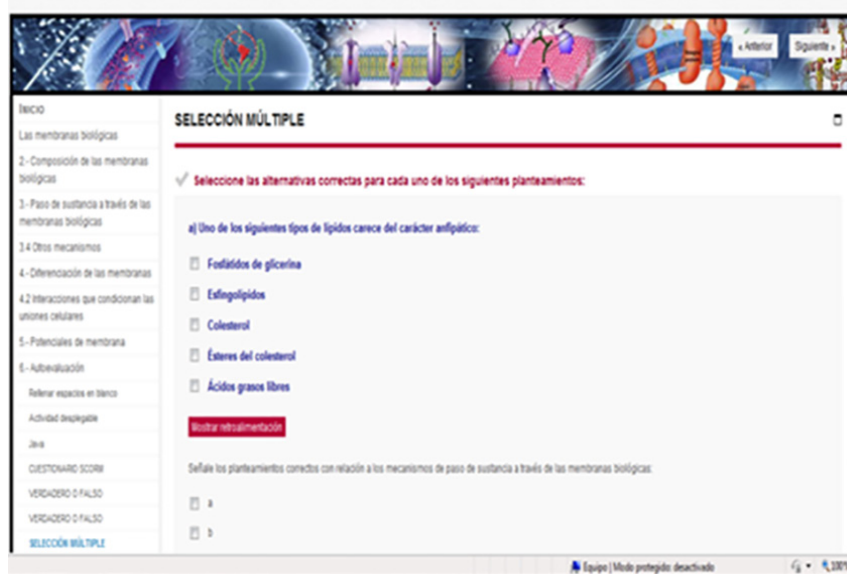 « Anterior
Siguiente »
INICIO
Las membranas biológicas
2.- Composición de las membranas
biológicas
3.- Paso de sustancia a través de las
membranas biológicas
3.4 Otros mecanismos
4.- Diferenciación de las membranas
4.2 Interacciones que condicionan las
uniones celulares
5.- Potenciales de membrana
6.- Autoevaluación
Rellenar espacios en blanco
Actividad desplegable
Java
CUESTIONARIO SCORM
VERDADERO O FALSO
VERDADERO O FALSO
SELECCIÓN MÚLTIPLE
SELECCIÓN MÚLTIPLE
Seleccione las alternativas correctas para cada uno de los siguientes planteamientos:
a) Uno de los siguientes tipos de lípidos carece del carácter anfipático:
Fosfátidos de glicerina
Esfingolípidos
Colesterol
Ésteres del colesterol
Ácidos grasos libres
Mostrar retroalimentación
Señale los planteamientos correctos con relación a los mecanismos de paso de sustancia a través de las membranas biológicas:
a
b
Equipo | Modo protegido: desactivado
100%